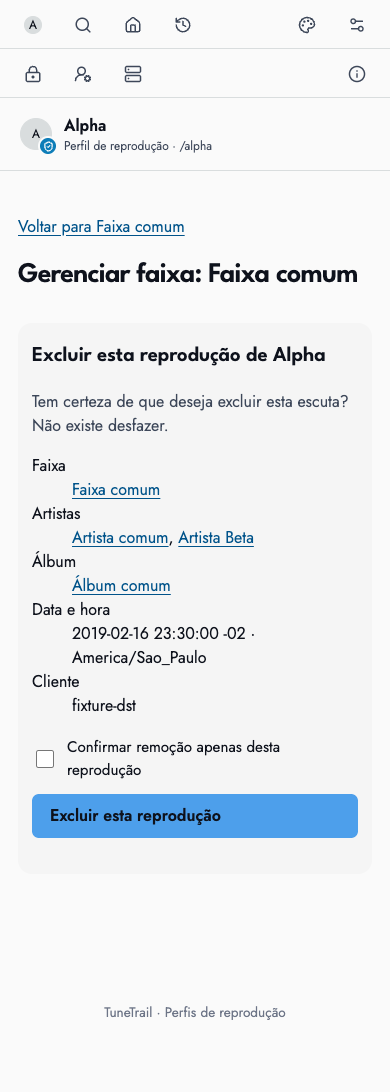 A
A
Alpha
Perfil de reprodução · /alpha
Voltar para Faixa comum
Gerenciar faixa: Faixa comum
Excluir esta reprodução de Alpha
Tem certeza de que deseja excluir esta escuta?
Não existe desfazer.
Faixa
Faixa comum
Artistas
Artista comum, Artista Beta
Álbum
Álbum comum
Data e hora
2019-02-16 23:30:00 -02 ·
America/Sao_Paulo
Cliente
fixture-dst
Confirmar remoção apenas desta
reprodução
Excluir esta reprodução
TuneTrail · Perfis de reprodução